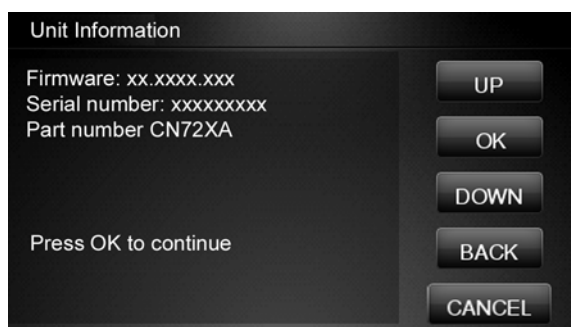 Unit Information
Firmware: xx.xxxx.xxx
Serial number: xxxxxxxxx
Part number CN72XA
Press OK to continue
UP
OK
DOWN
BACK
CANCEL